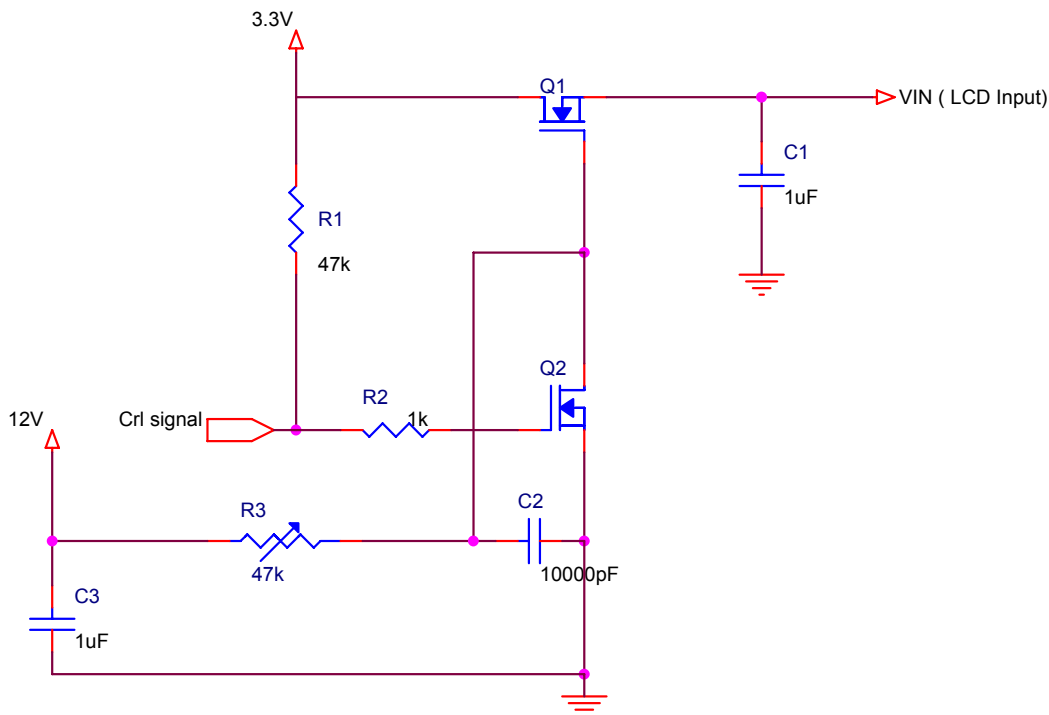 3.3V
Q1
VIN ( LCD Input)
C1
1uF
R1
47k
Q2
R2
1k
Crl signal
12V
R3
47k
C2
10000pF
C3
1uF